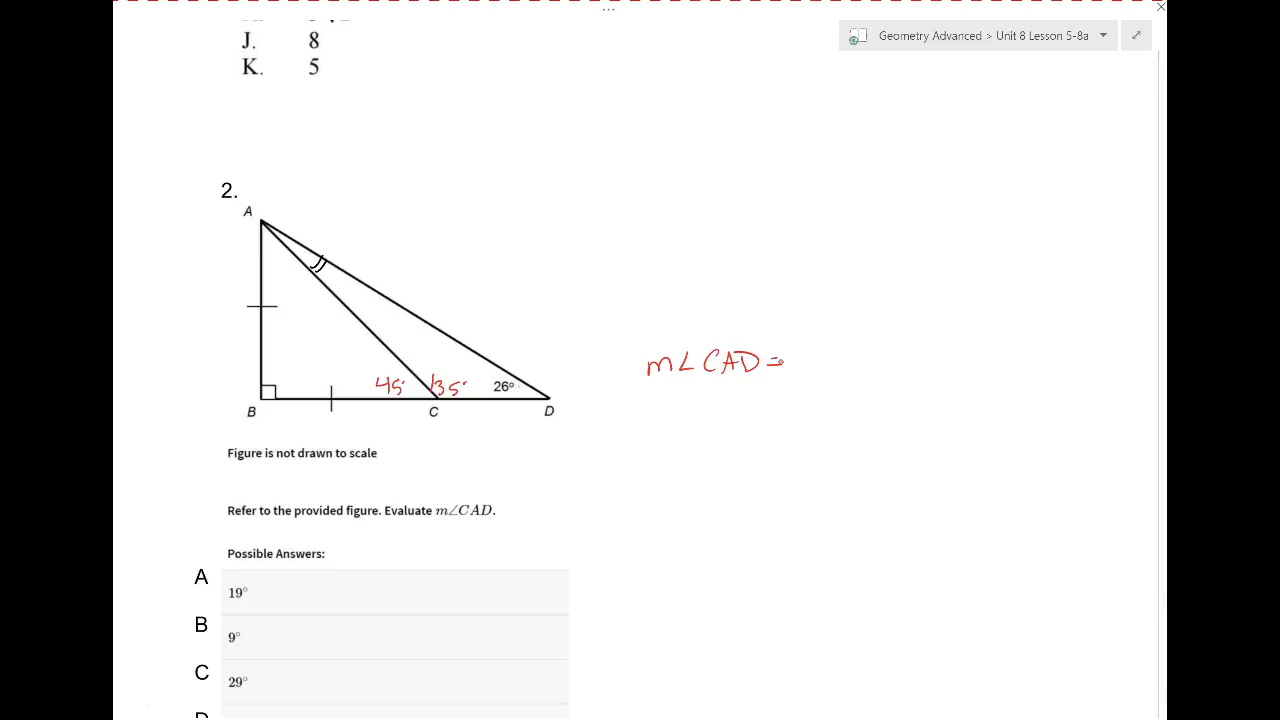 Geometry Advanced > Unit 8 Lesson 5-8a
J. 8
K. 5
2.
A
45° 135° 26°
B C D
m∠CAD =
Figure is not drawn to scale
Refer to the provided figure. Evaluate m∠CAD.
Possible Answers:
A 19°
B 9°
C 29°